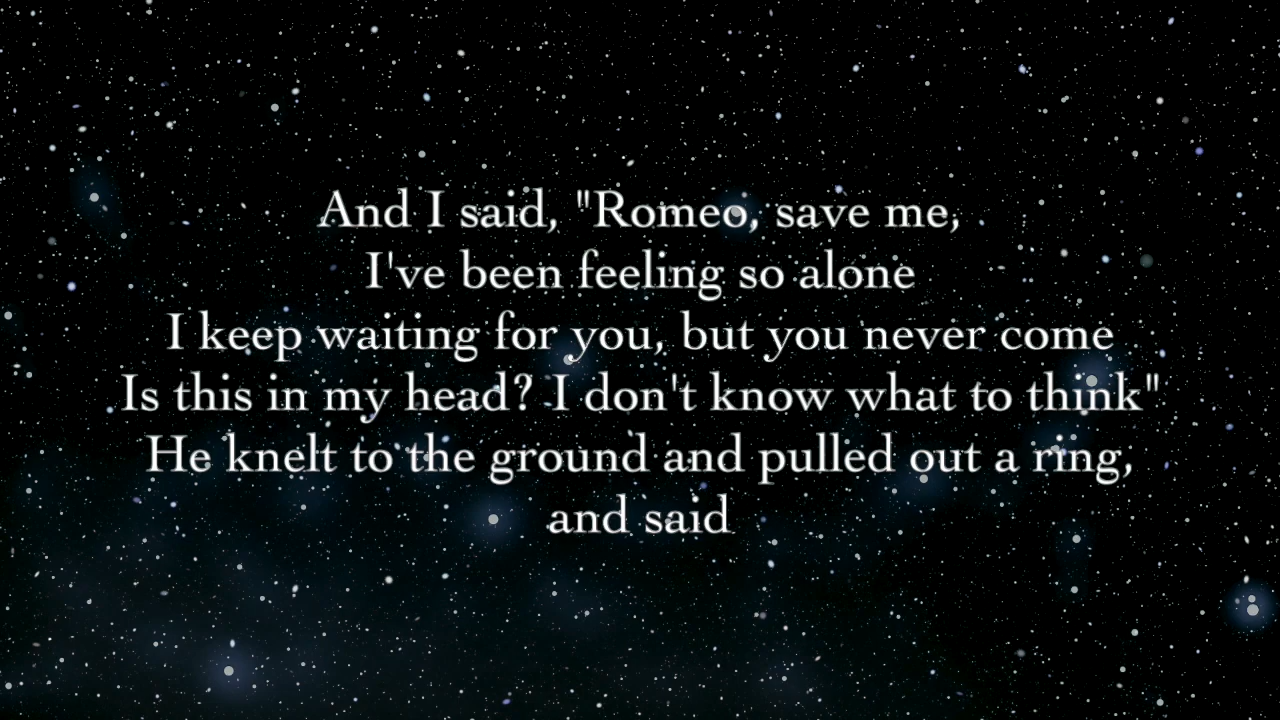 And I said, "Romeo, save me,
I've been feeling so alone
I keep waiting for you, but you never come
Is this in my head? I don't know what to think"
He knelt to the ground and pulled out a ring,
and said